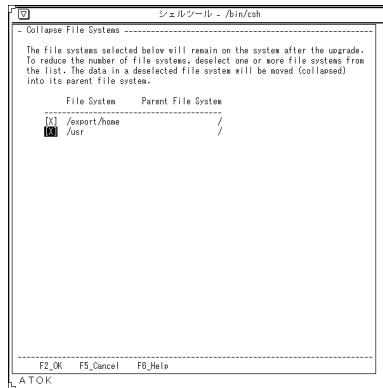 シェルツール - /bin/csh
- Collapse File Systems --------------------------------------------------
The file systems selected below will remain on the system after the upgrade.
To reduce the number of file systems, deselect one or more file systems from
the list. The data in a deselected file system will be moved (collapsed)
into its parent file system.
File System Parent File System
----------------------------------------
[X] /export/home /
[X] /usr /
--------------------------------------------------------------------------
F2_OK F5_Cancel F6_Help
ATOK